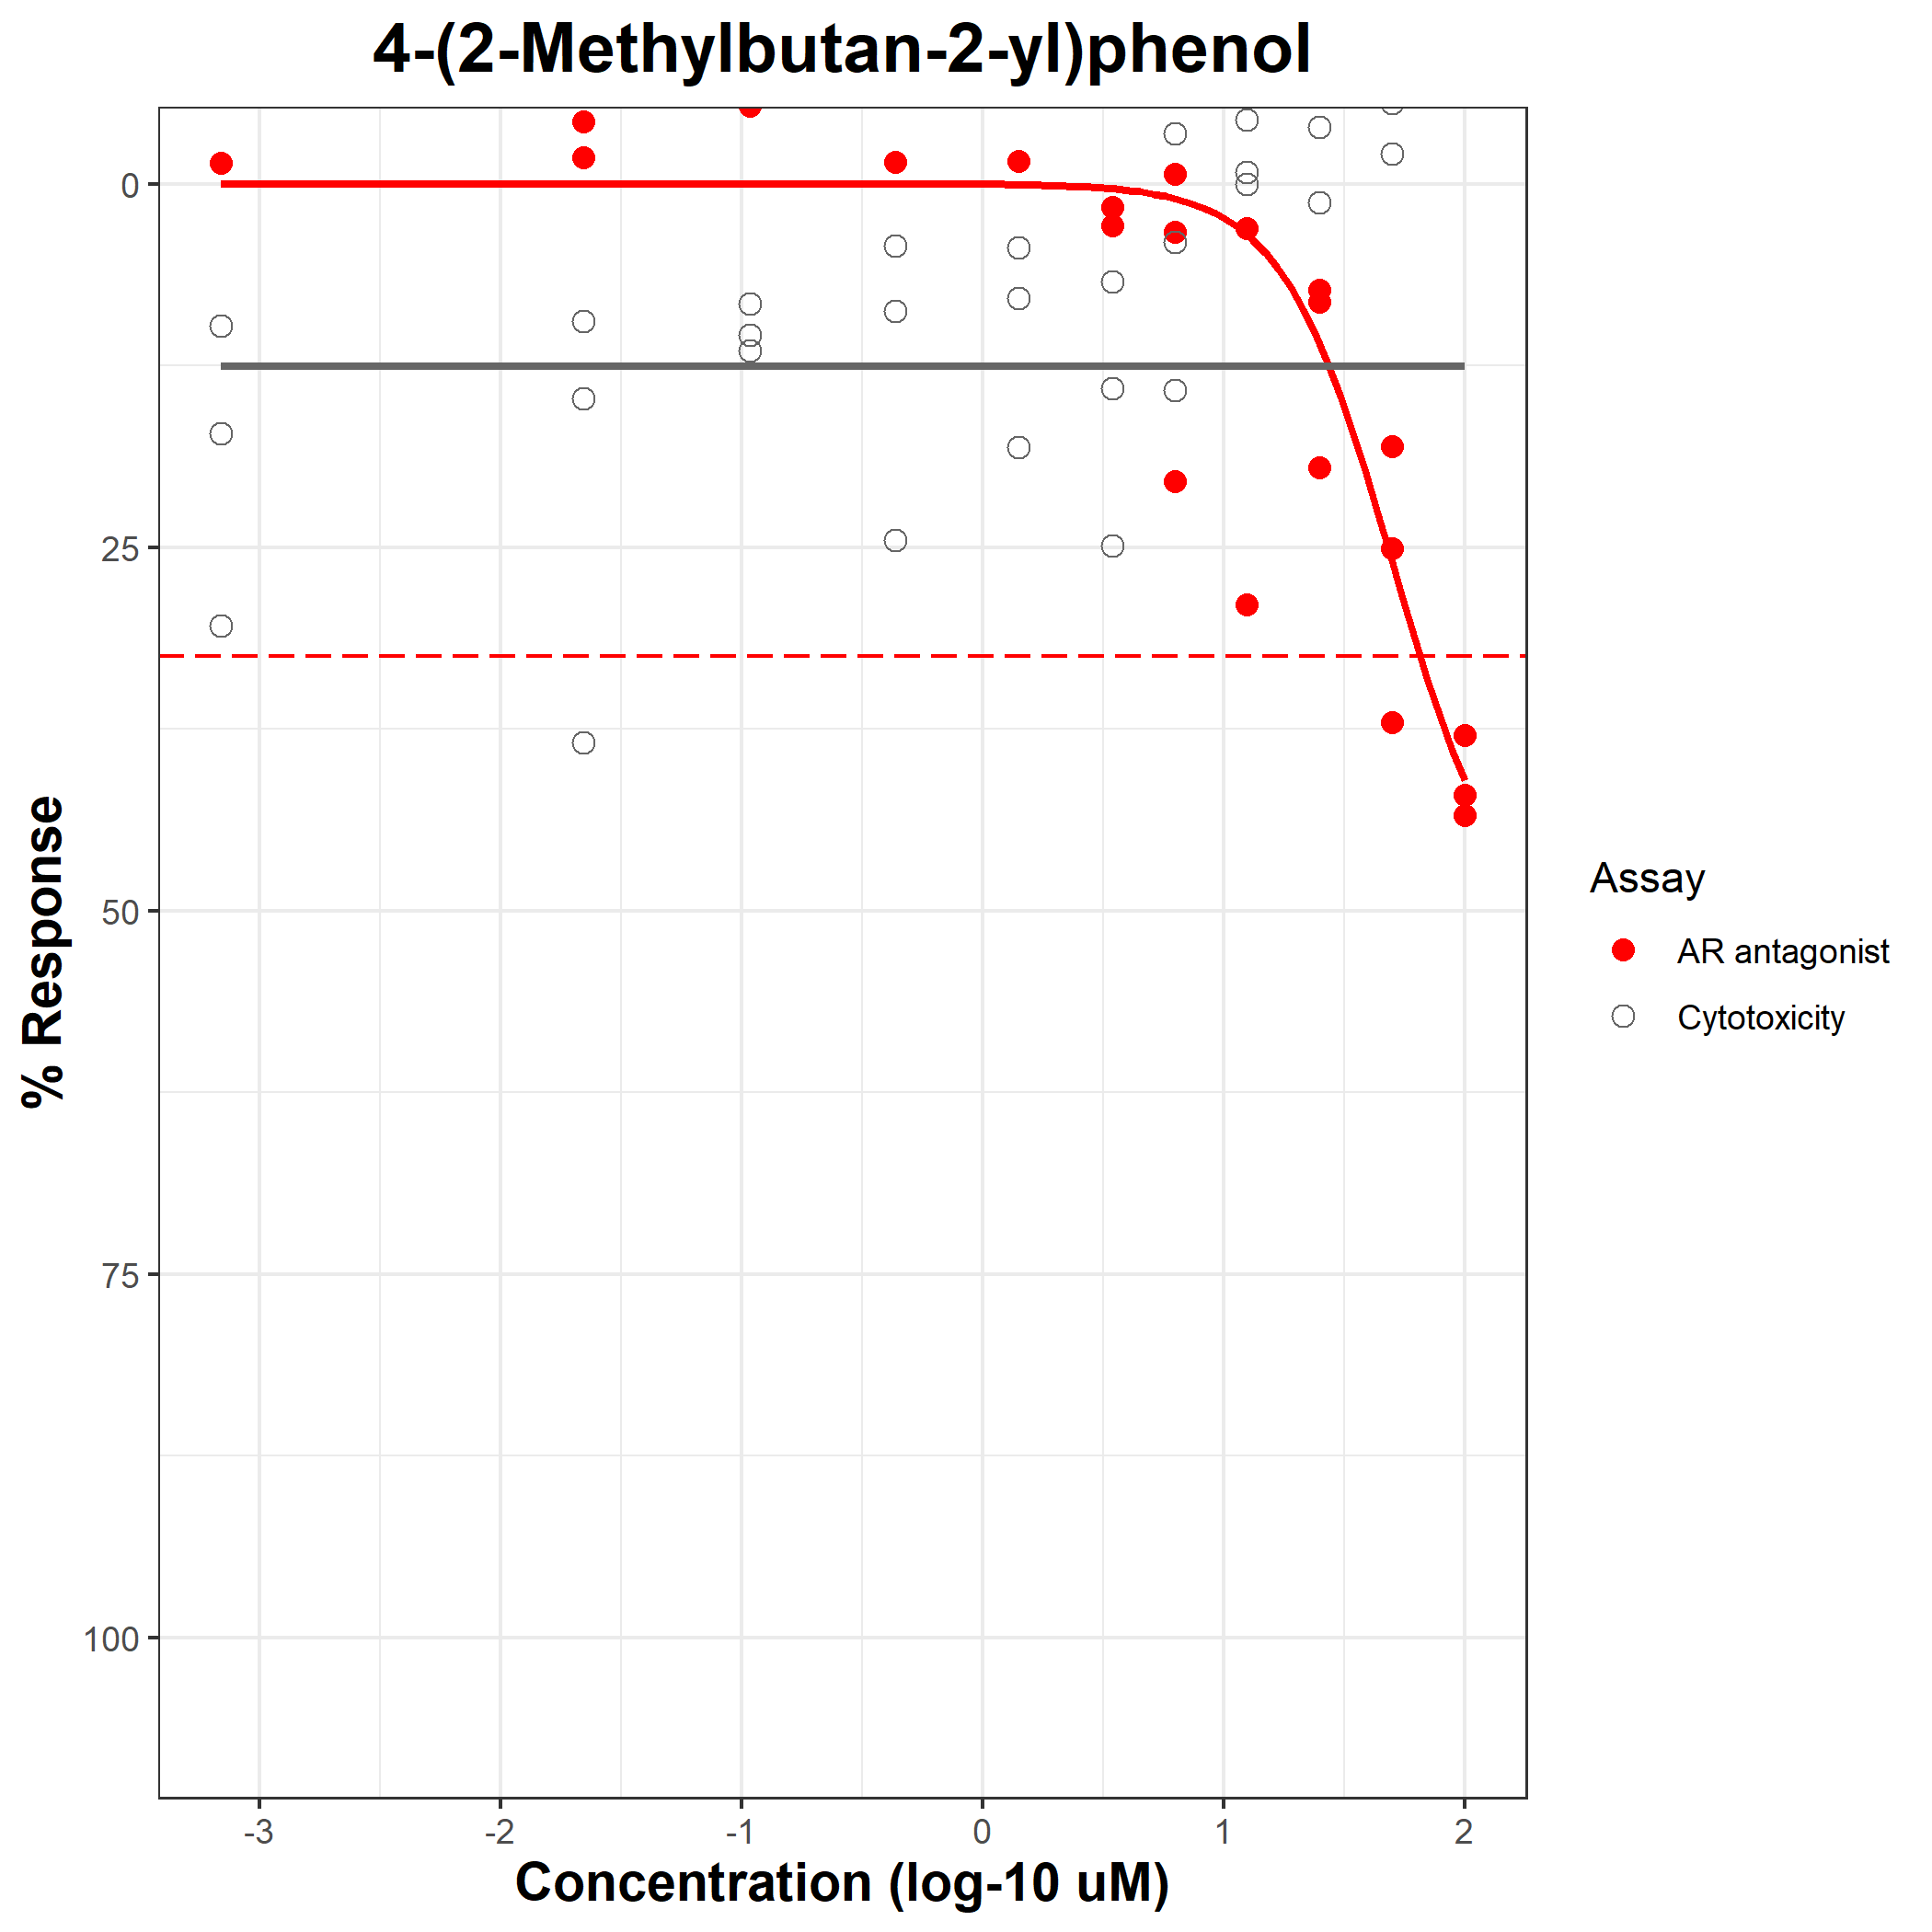 4-(2-Methylbutan-2-yl)phenol
% Response
0
25
50
75
100
-3
-2
-1
0
1
2
Concentration (log-10 uM)
Assay
AR antagonist
Cytotoxicity